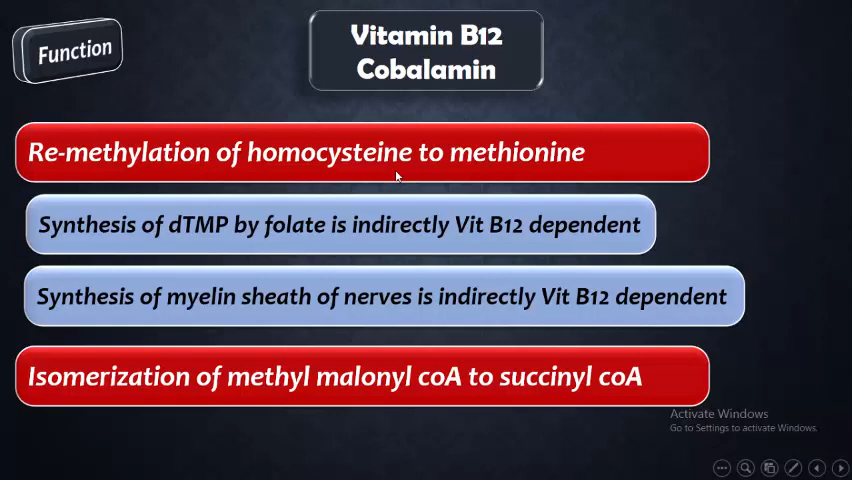 Function
Vitamin B12
Cobalamin
Re-methylation of homocysteine to methionine
Synthesis of dTMP by folate is indirectly Vit B12 dependent
Synthesis of myelin sheath of nerves is indirectly Vit B12 dependent
Isomerization of methyl malonyl coA to succinyl coA
Activate Windows
Go to Settings to activate Windows.